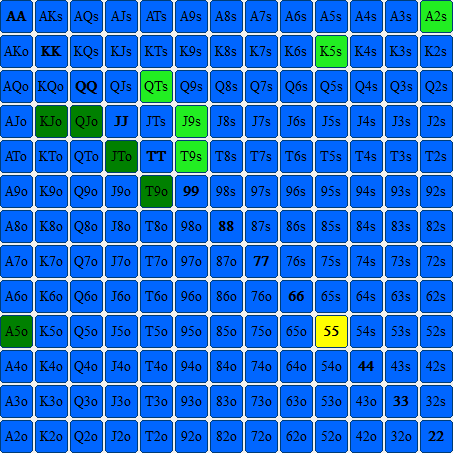 AA AKs AQs AJs ATs A9s A8s A7s A6s A5s A4s A3s A2s
AKo KK KQs KJs KTs K9s K8s K7s K6s K5s K4s K3s K2s
AQo KQo QQ QJs QTs Q9s Q8s Q7s Q6s Q5s Q4s Q3s Q2s
AJo KJo QJo JJ JTs J9s J8s J7s J6s J5s J4s J3s J2s
ATo KTo QTo JTo TT T9s T8s T7s T6s T5s T4s T3s T2s
A9o K9o Q9o J9o T9o 99 98s 97s 96s 95s 94s 93s 92s
A8o K8o Q8o J8o T8o 98o 88 87s 86s 85s 84s 83s 82s
A7o K7o Q7o J7o T7o 97o 87o 77 76s 75s 74s 73s 72s
A6o K6o Q6o J6o T6o 96o 86o 76o 66 65s 64s 63s 62s
A5o K5o Q5o J5o T5o 95o 85o 75o 65o 55 54s 53s 52s
A4o K4o Q4o J4o T4o 94o 84o 74o 64o 54o 44 43s 42s
A3o K3o Q3o J3o T3o 93o 83o 73o 63o 53o 43o 33 32s
A2o K2o Q2o J2o T2o 92o 82o 72o 62o 52o 42o 32o 22